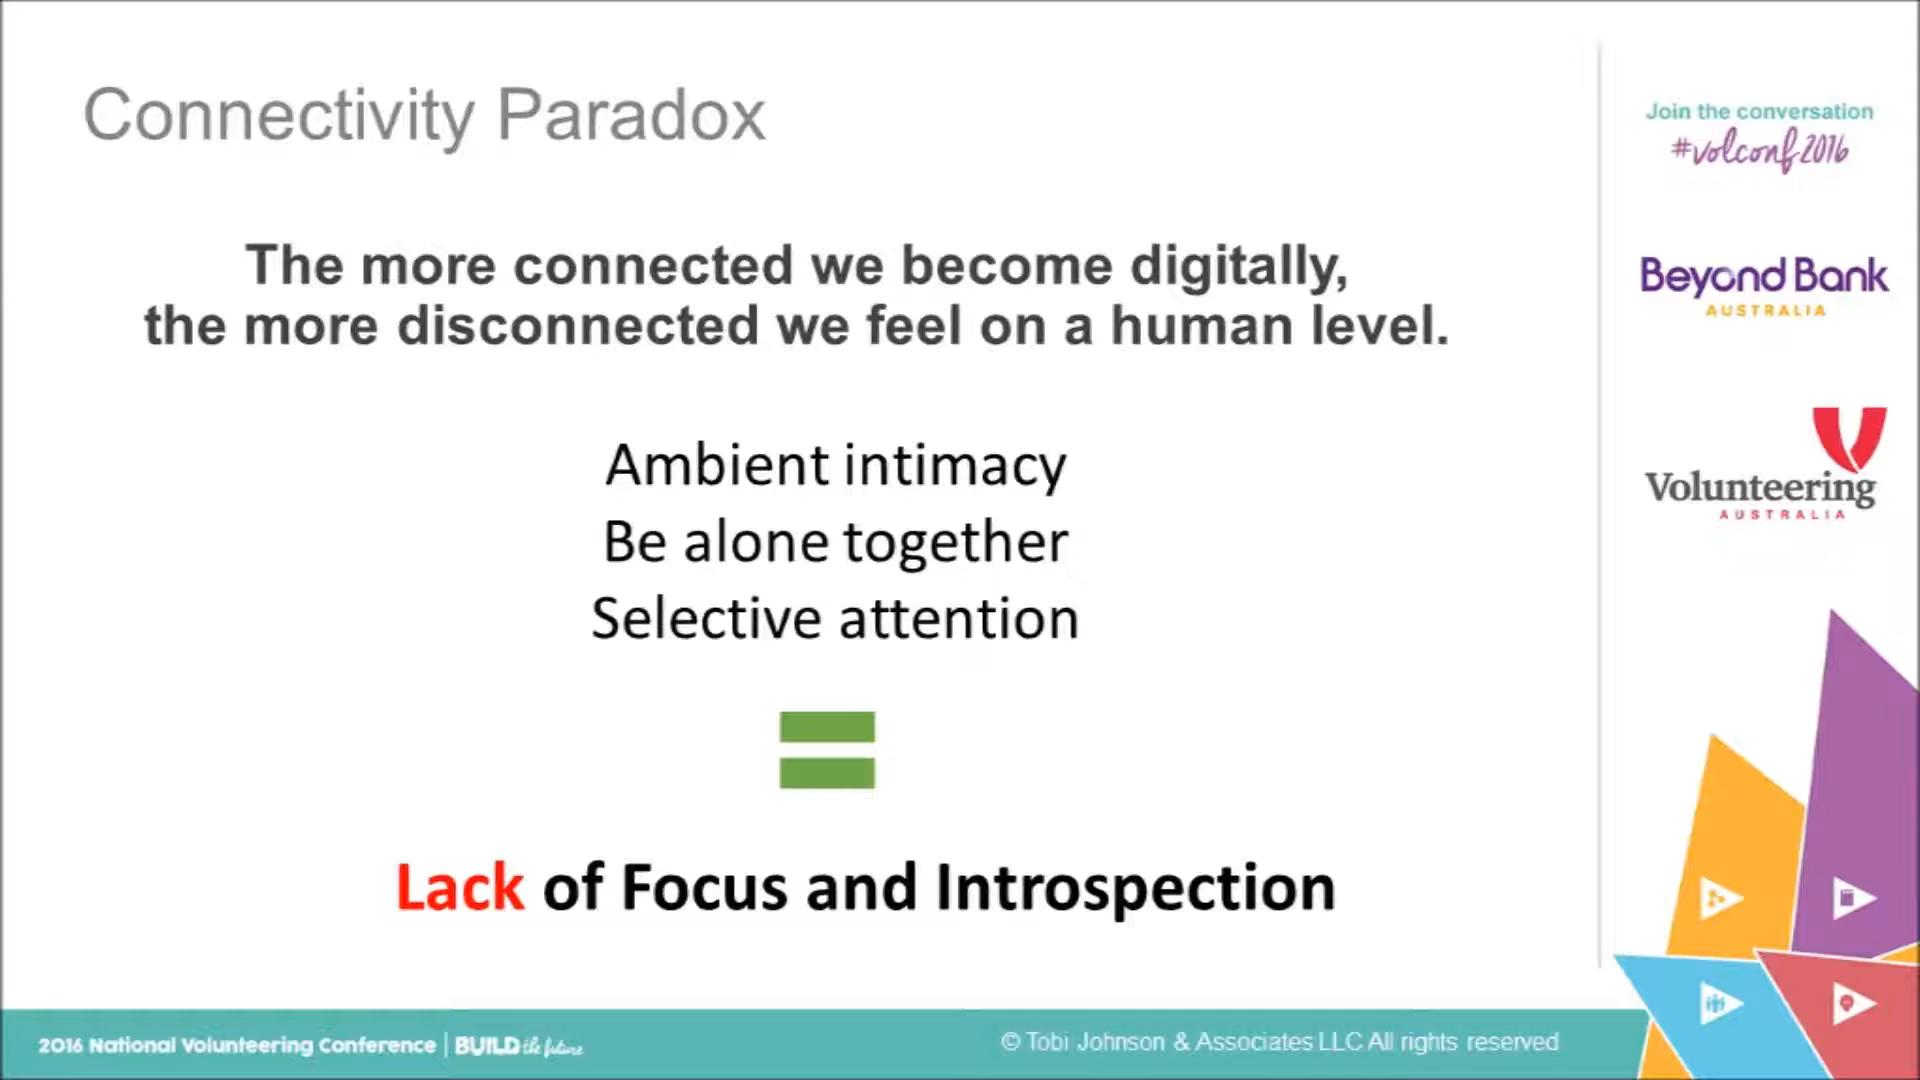 Connectivity Paradox
The more connected we become digitally,
the more disconnected we feel on a human level.
Ambient intimacy
Be alone together
Selective attention
=
Lack of Focus and Introspection
Join the conversation
#volconf2016
Beyond Bank
AUSTRALIA
Volunteering
AUSTRALIA
2016 National Volunteering Conference | BUILD the future
© Tobi Johnson & Associates LLC All rights reserved